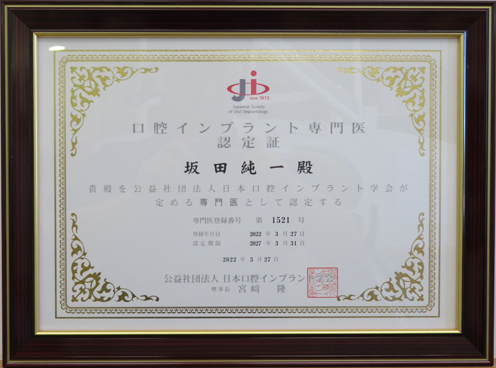 since 1972
Japanese Society
of Oral Implantology
口腔インプラント専門医
認定証
坂田純一殿
貴殿を公益社団法人日本口腔インプラント学会が
定める専門医として認定する
専門医登録番号 第 1521 号
登録年月日 2022 年 3 月 27 日
認定期限 2027 年 3 月 31 日
2022 年 3 月 27 日
公益社団法人 日本口腔インプラン
理事長 宮﨑 隆